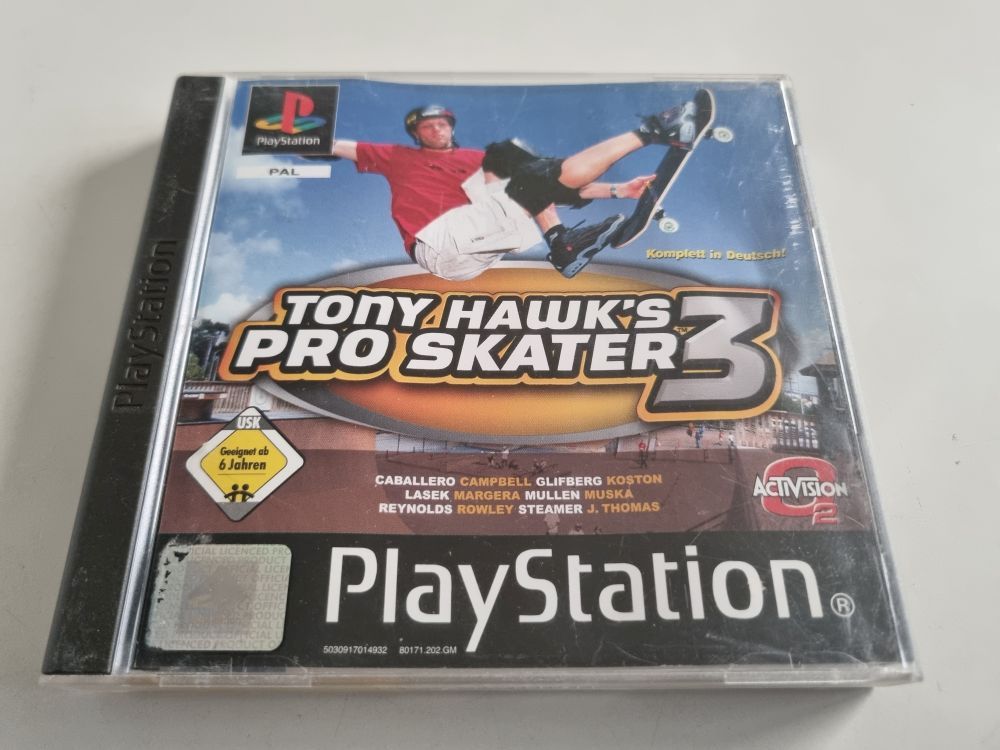 PlayStation
PlayStation
PAL
Komplett in Deutsch!
TONY HAWK'S
PRO SKATER™ 3
USK
Geeignet ab
6 Jahren
CABALLERO CAMPBELL GLIFBERG KOSTON
LASEK MARGERA MULLEN MUSKA
REYNOLDS ROWLEY STEAMER J. THOMAS
ACTIVISION
O2
PlayStation®
5030917014932 80171.202.GM